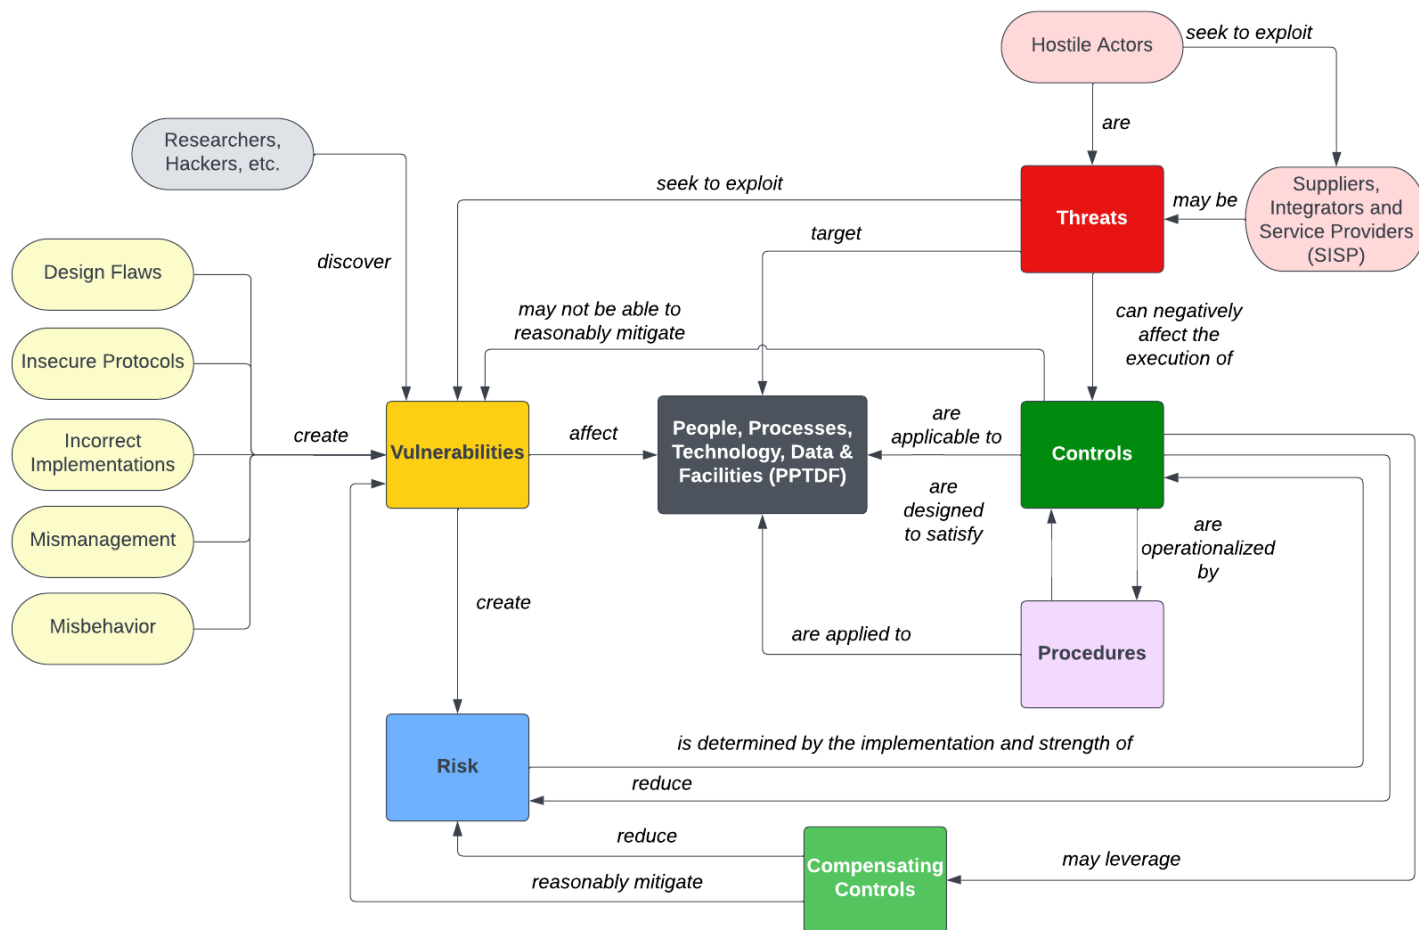 Hostile Actors
seek to exploit
are
Researchers,
Hackers, etc.
seek to exploit
Threats
may be
Suppliers,
Integrators and
Service Providers
(SISP)
target
discover
Design Flaws
may not be able to
reasonably mitigate
can negatively
affect the
execution of
Insecure Protocols
Incorrect
Implementations
create
Vulnerabilities
affect
People, Processes,
Technology, Data &
Facilities (PPTDF)
are
applicable to
Controls
are
designed
to satisfy
are
operationalized
by
Mismanagement
Misbehavior
create
are applied to
Procedures
Risk
is determined by the implementation and strength of
reduce
reduce
Compensating
Controls
may leverage
reasonably mitigate